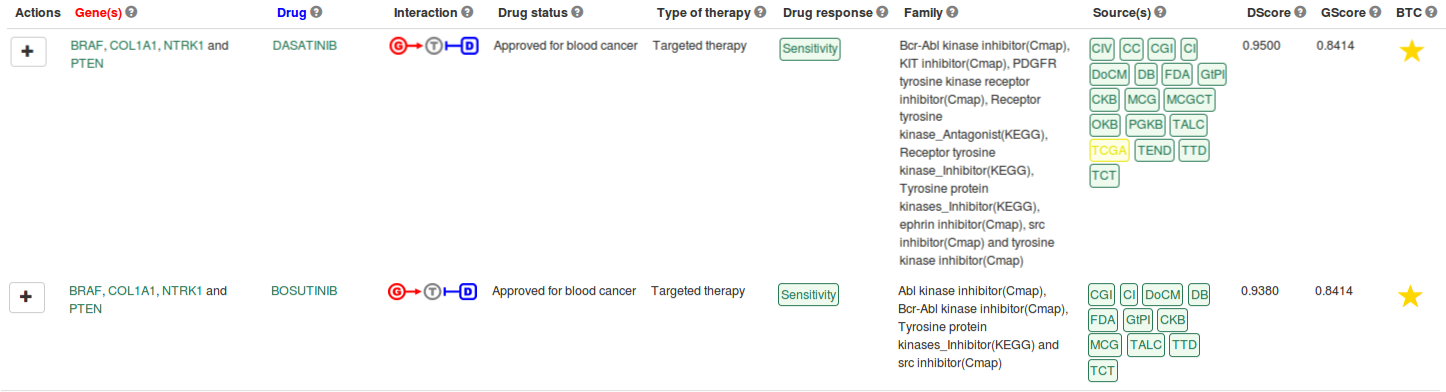 Actions Gene(s) Drug Interaction Drug status Type of therapy Drug response Family Source(s) DScore GScore BTC
BRAF, COL1A1, NTRK1 and
PTEN
DASATINIB
G T D
Approved for blood cancer
Targeted therapy
Sensitivity
Bcr-Abl kinase inhibitor(Cmap),
KIT inhibitor(Cmap), PDGFR
tyrosine kinase receptor
inhibitor(Cmap), Receptor
tyrosine
kinase_Antagonist(KEGG),
Receptor tyrosine
kinase_Inhibitor(KEGG),
Tyrosine protein
kinases_Inhibitor(KEGG),
ephrin inhibitor(Cmap), src
inhibitor(Cmap) and tyrosine
kinase inhibitor(Cmap)
CIV CC CGI CI
DoCM DB FDA GtPI
CKB MCG MCGCT
OKB PGKB TALC
TCGA TEND TTD
TCT
0.9500
0.8414
BRAF, COL1A1, NTRK1 and
PTEN
BOSUTINIB
G T D
Approved for blood cancer
Targeted therapy
Sensitivity
Abl kinase inhibitor(Cmap),
Bcr-Abl kinase inhibitor(Cmap),
Tyrosine protein
kinases_Inhibitor(KEGG) and
src inhibitor(Cmap)
CGI CI DoCM DB
FDA GtPI CKB
MCG TALC TTD
TCT
0.9380
0.8414